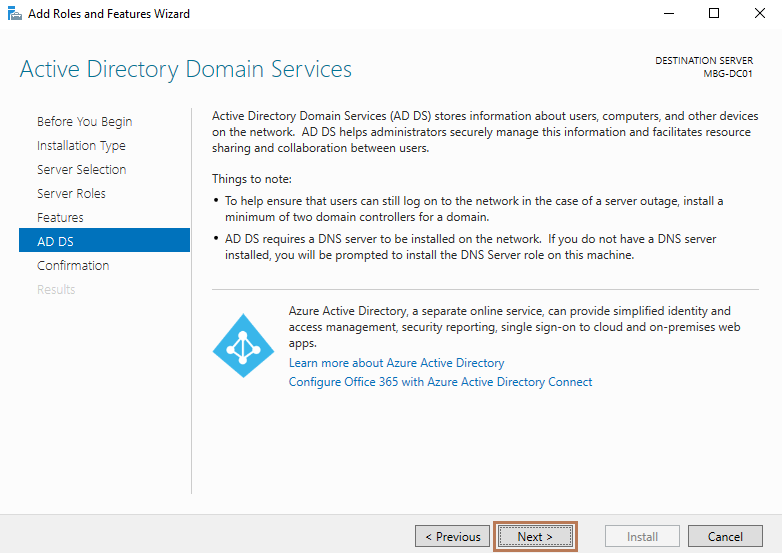 Add Roles and Features Wizard
Active Directory Domain Services
DESTINATION SERVER
MBG-DC01
Before You Begin
Installation Type
Server Selection
Server Roles
Features
AD DS
Confirmation
Results
Active Directory Domain Services (AD DS) stores information about users, computers, and other devices
on the network.  AD DS helps administrators securely manage this information and facilitates resource
sharing and collaboration between users.
Things to note:
• To help ensure that users can still log on to the network in the case of a server outage, install a
minimum of two domain controllers for a domain.
• AD DS requires a DNS server to be installed on the network.  If you do not have a DNS server
installed, you will be prompted to install the DNS Server role on this machine.
Azure Active Directory, a separate online service, can provide simplified identity and
access management, security reporting, single sign-on to cloud and on-premises web
apps.
Learn more about Azure Active Directory
Configure Office 365 with Azure Active Directory Connect
< Previous
Next >
Install
Cancel